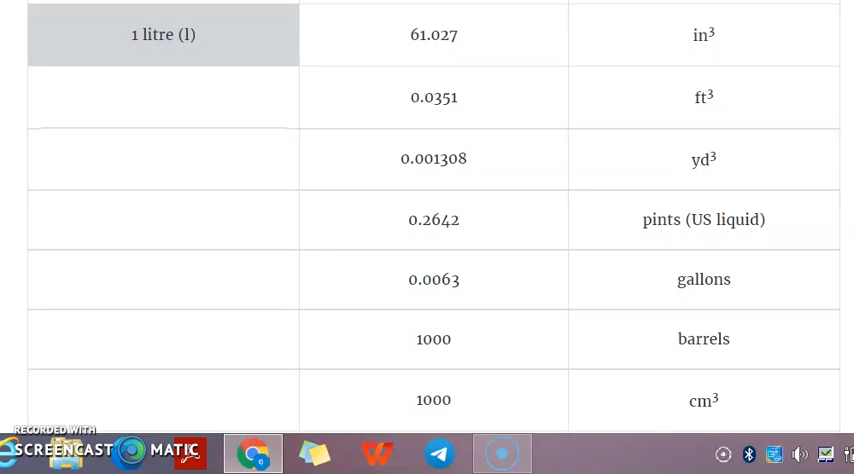 1 litre (l) 61.027 in³
0.0351 ft³
0.001308 yd³
0.2642 pints (US liquid)
0.0063 gallons
1000 barrels
1000 cm³
RECORDED WITH
SCREENCAST MATIC